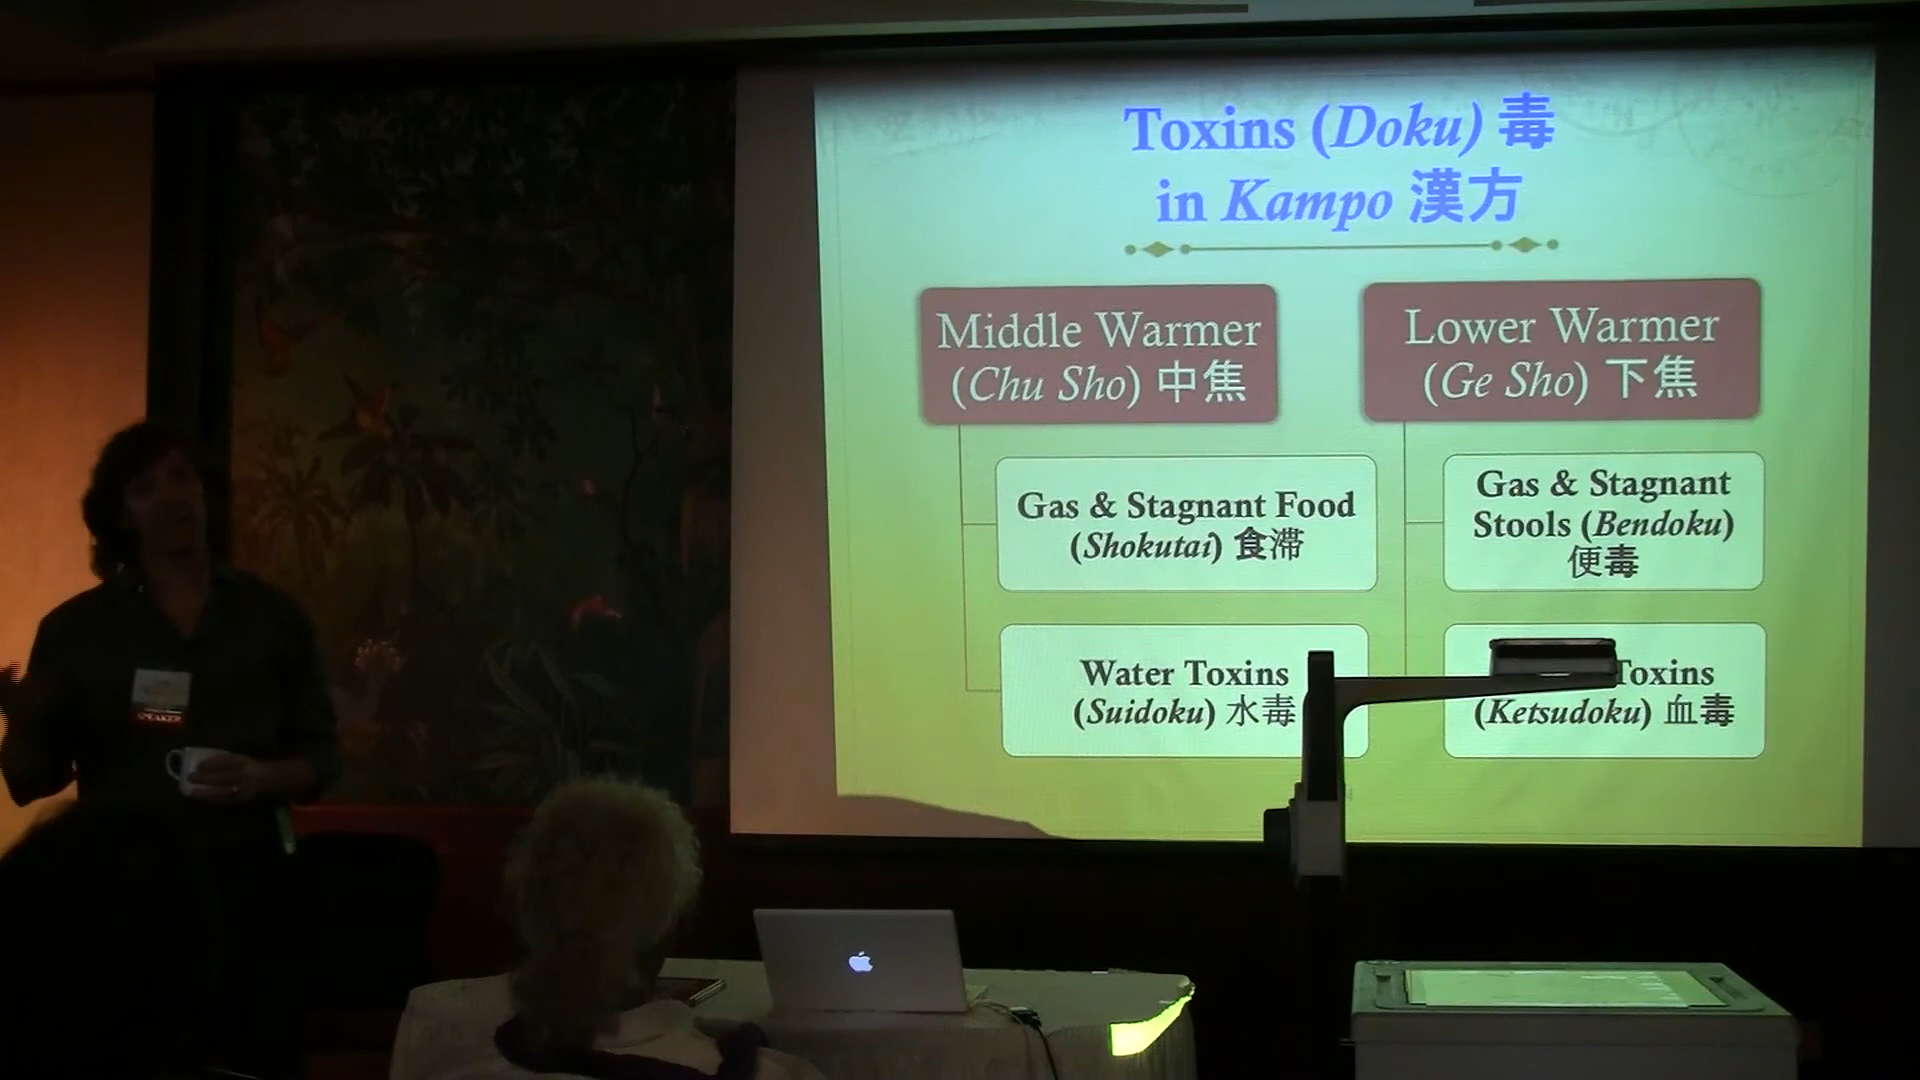 Toxins (Doku) 毒
in Kampo 漢方
Middle Warmer
(Chu Sho) 中焦
Lower Warmer
(Ge Sho) 下焦
Gas & Stagnant Food
(Shokutai) 食滞
Gas & Stagnant
Stools (Bendoku)
便毒
Water Toxins
(Suidoku) 水毒
Toxins
(Ketsudoku) 血毒
SPEAKER